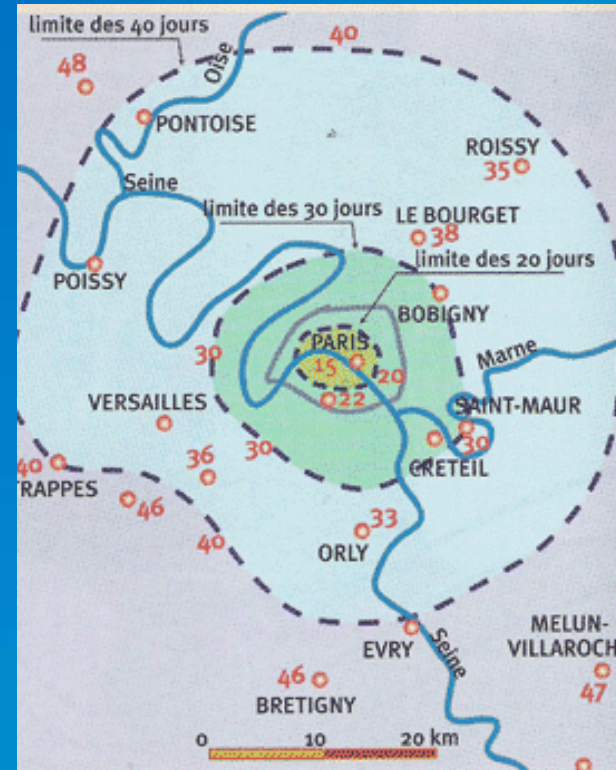 limite des 40 jours
40
48
Oise
PONTOISE
ROISSY
35
Seine
limite des 30 jours
LE BOURGET
38
limite des 20 jours
POISSY
BOBIGNY
Marne
PARIS
30
15
20
VERSAILLES
22
SAINT-MAUR
30
30
CRETEIL
36
40
TRAPPES
46
33
40
ORLY
EVRY
Seine
MELUN-
VILLAROCH
46
47
BRETIGNY
0 10 20 km